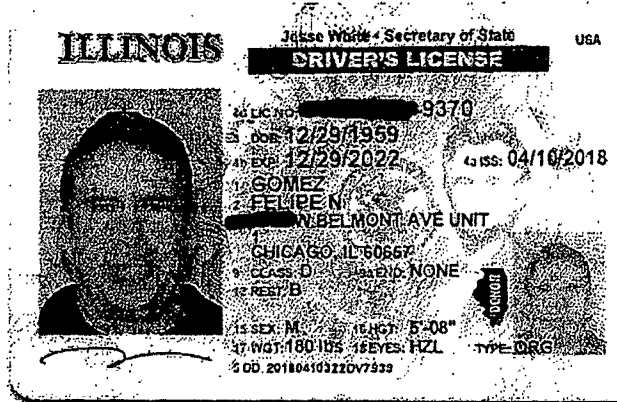 ILLINOIS
Jesse White • Secretary of State
USA
DRIVER'S LICENSE
4d LIC NO: 9370
3 DOB: 12/29/1959
4b EXP: 12/29/2022
4a ISS: 04/10/2018
1 GOMEZ
2 FELIPE N
W BELMONT AVE UNIT
CHICAGO, IL 60657
9 CLASS: D
9a END: NONE
12 REST: B
15 SEX: M
16 HGT: 5'-08"
17 WGT: 180 lbs
18 EYES: HZL
TYPE: ORG
DONOR
5 DD: 20180410322DV7939